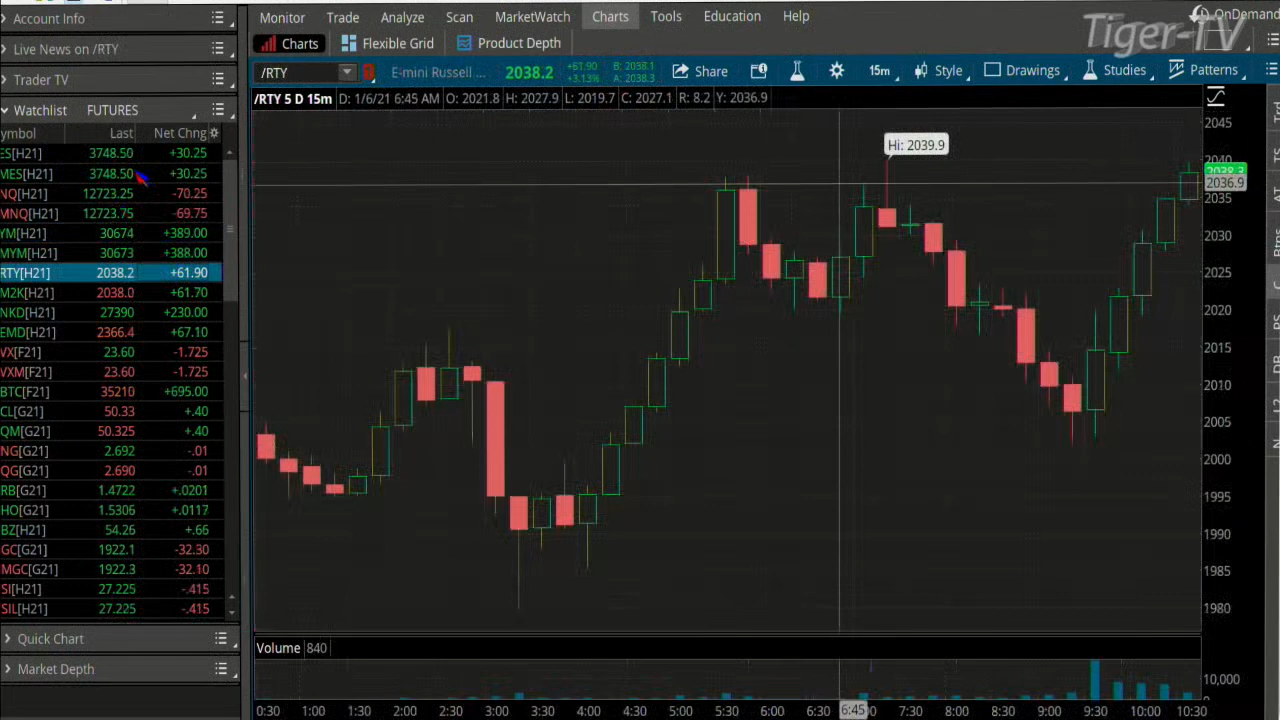 Account Info
Live News on /RTY
Trader TV
Watchlist FUTURES
ymbol Last Net Chng
ES[H21] 3748.50 +30.25
MES[H21] 3748.50 +30.25
NQ[H21] 12723.25 -70.25
MNQ[H21] 12723.75 -69.75
YM[H21] 30674 +389.00
MYM[H21] 30673 +388.00
RTY[H21] 2038.2 +61.90
M2K[H21] 2038.0 +61.70
NKD[H21] 27390 +230.00
EMD[H21] 2366.4 +67.10
VX[F21] 23.60 -1.725
VXM[F21] 23.60 -1.725
BTC[F21] 35210 +695.00
CL[G21] 50.33 +.40
QM[G21] 50.325 +.40
NG[G21] 2.692 -.01
QG[G21] 2.690 -.01
RB[G21] 1.4722 +.0201
HO[G21] 1.5306 +.0117
BZ[H21] 54.26 +.66
GC[G21] 1922.1 -32.30
MGC[G21] 1922.3 -32.10
SI[H21] 27.225 -.415
SIL[H21] 27.225 -.415
Quick Chart
Market Depth
Monitor Trade Analyze Scan MarketWatch Charts Tools Education Help
OnDemand
Tiger-TV
Charts Flexible Grid Product Depth
/RTY E-mini Russell ... 2038.2 +61.90 +3.13% B: 2038.1 A: 2038.3 Share 15m Style Drawings Studies Patterns
/RTY 5 D 15m D: 1/6/21 6:45 AM O: 2021.8 H: 2027.9 L: 2019.7 C: 2027.1 R: 8.2 Y: 2036.9
Hi: 2039.9
2045
2040
2038.3
2036.9
2035
2030
2025
2020
2015
2010
2005
2000
1995
1990
1985
1980
Volume 840
10,000
0:30 1:00 1:30 2:00 2:30 3:00 3:30 4:00 4:30 5:00 5:30 6:00 6:30 6:45 7:30 8:00 8:30 9:00 9:30 10:00 10:30